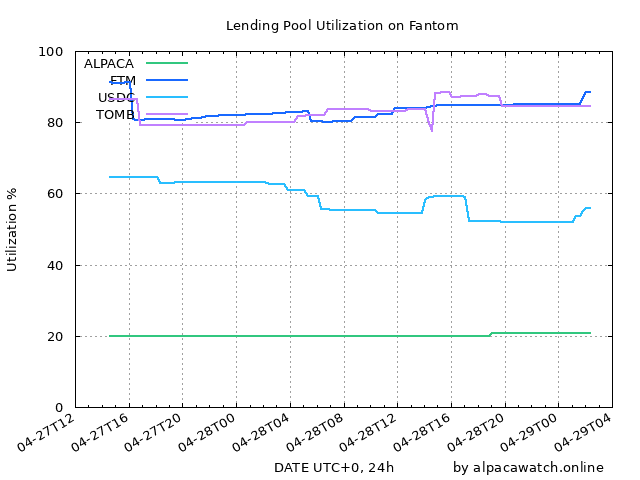 Lending Pool Utilization on Fantom
ALPACA
FTM
USDC
TOMB
Utilization %
100
80
60
40
20
0
04-27T12
04-27T16
04-27T20
04-28T00
04-28T04
04-28T08
04-28T12
04-28T16
04-28T20
04-29T00
04-29T04
DATE UTC+0, 24h
by alpacawatch.online